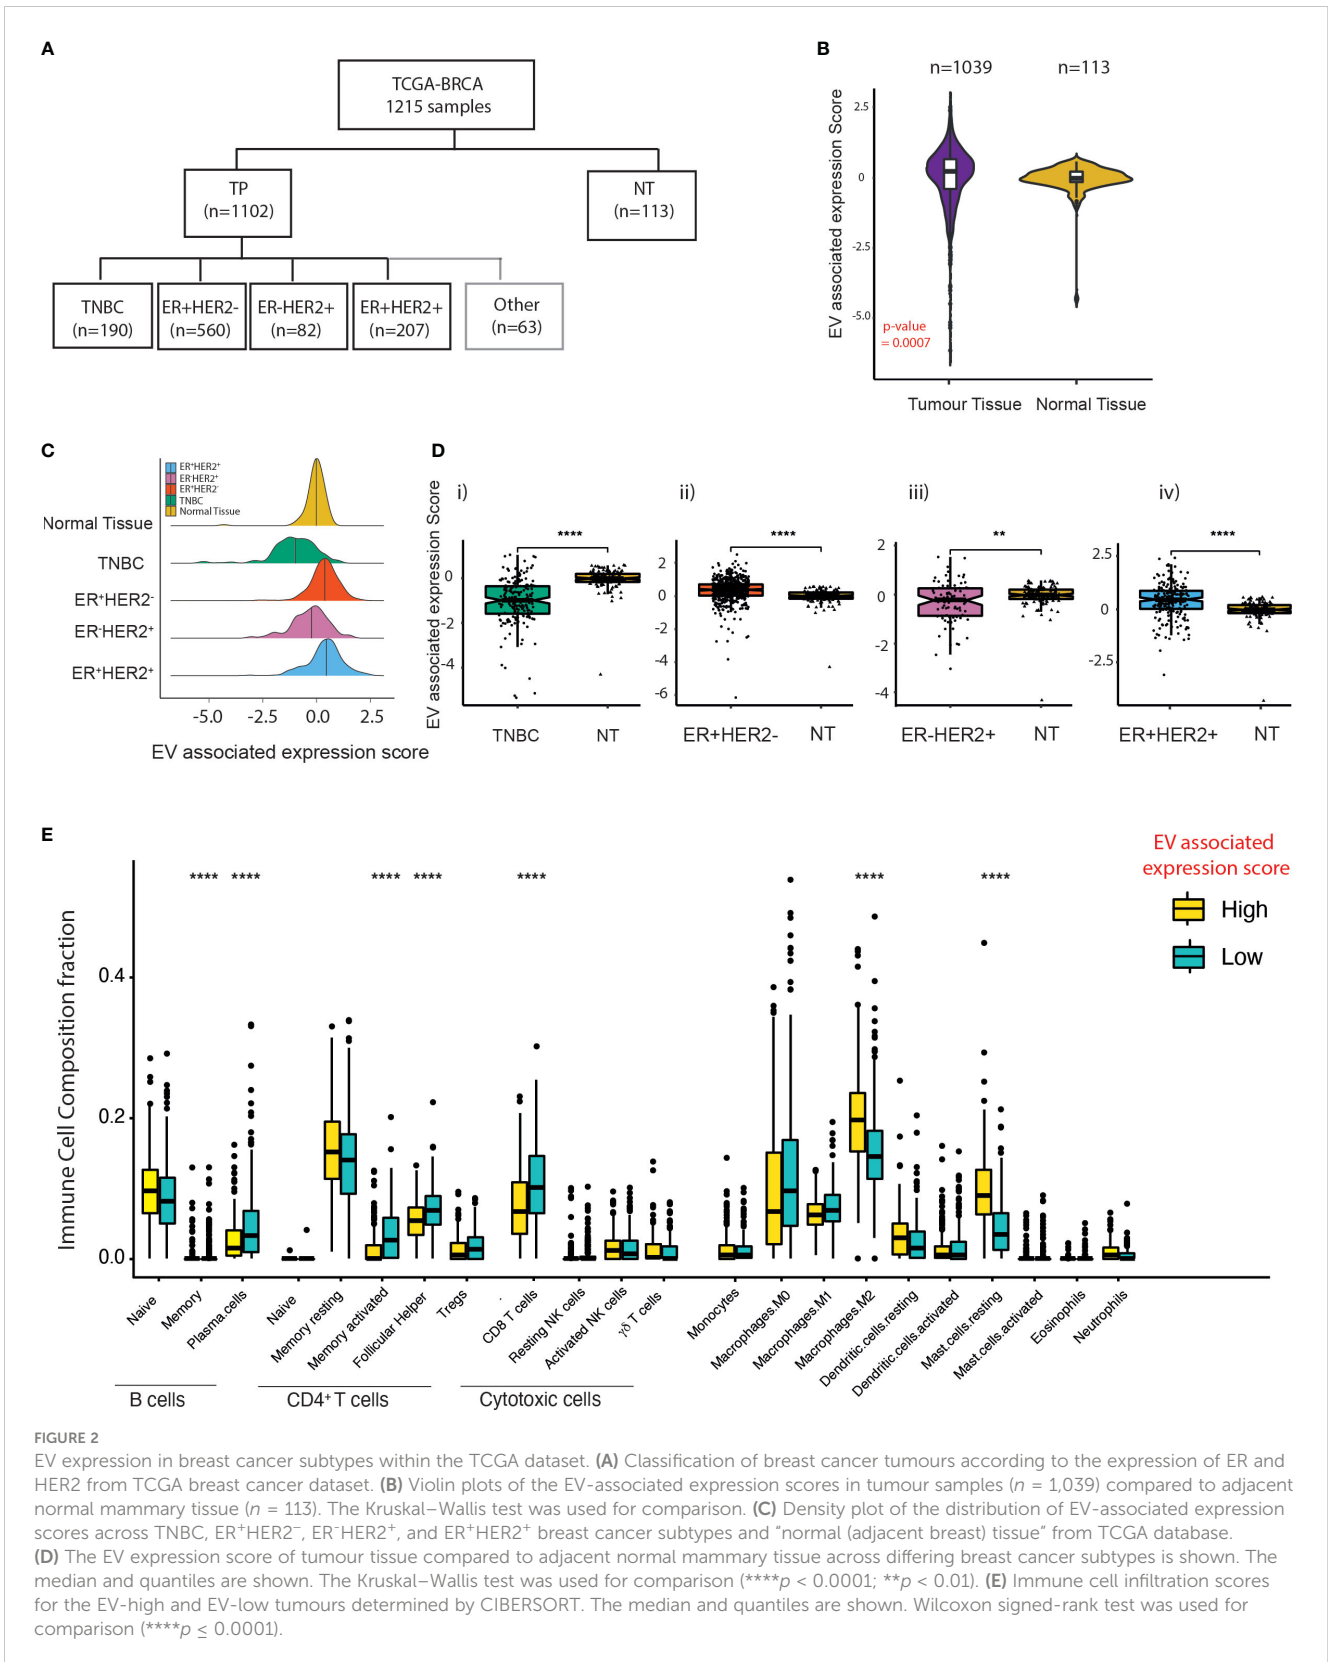 A
TCGA-BRCA
1215 samples
TP
(n=1102)
NT
(n=113)
TNBC
(n=190)
ER+HER2-
(n=560)
ER-HER2+
(n=82)
ER+HER2+
(n=207)
Other
(n=63)
B
n=1039
n=113
EV associated expression Score
2.5
0
-2.5
-5.0
p-value
= 0.0007
Tumour Tissue
Normal Tissue
C
ER⁺HER2⁺
ER⁻HER2⁺
ER⁺HER2⁻
TNBC
Normal Tissue
Normal Tissue
TNBC
ER⁺HER2⁻
ER⁻HER2⁺
ER⁺HER2⁺
-5.0
-2.5
0.0
2.5
EV associated expression score
D
EV associated expression Score
i)
****
0
-2
-4
TNBC
NT
ii)
****
2
0
-2
-4
-6
ER+HER2-
NT
iii)
**
2
0
-2
-4
ER-HER2+
NT
iv)
****
2.5
0
-2.5
ER+HER2+
NT
E
EV associated
expression score
High
Low
Immune Cell Composition fraction
0.4
0.2
0.0
**** **** **** **** **** **** ****
Naive
Memory
Plasma.cells
Naive
Memory resting
Memory activated
Follicular Helper
Tregs
CD8 T cells
Resting NK cells
Activated NK cells
γδ T cells
Monocytes
Macrophages.M0
Macrophages.M1
Macrophages.M2
Dendritic.cells.resting
Dendritic.cells.activated
Mast.cells.resting
Mast.cells.activated
Eosinophils
Neutrophils
B cells
CD4⁺ T cells
Cytotoxic cells
FIGURE 2
EV expression in breast cancer subtypes within the TCGA dataset. (A) Classification of breast cancer tumours according to the expression of ER and
HER2 from TCGA breast cancer dataset. (B) Violin plots of the EV-associated expression scores in tumour samples (n = 1,039) compared to adjacent
normal mammary tissue (n = 113). The Kruskal–Wallis test was used for comparison. (C) Density plot of the distribution of EV-associated expression
scores across TNBC, ER⁺HER2⁻, ER⁻HER2⁺, and ER⁺HER2⁺ breast cancer subtypes and “normal (adjacent breast) tissue” from TCGA database.
(D) The EV expression score of tumour tissue compared to adjacent normal mammary tissue across differing breast cancer subtypes is shown. The
median and quantiles are shown. The Kruskal–Wallis test was used for comparison (****p < 0.0001; **p < 0.01). (E) Immune cell infiltration scores
for the EV-high and EV-low tumours determined by CIBERSORT. The median and quantiles are shown. Wilcoxon signed-rank test was used for
comparison (****p ≤ 0.0001).